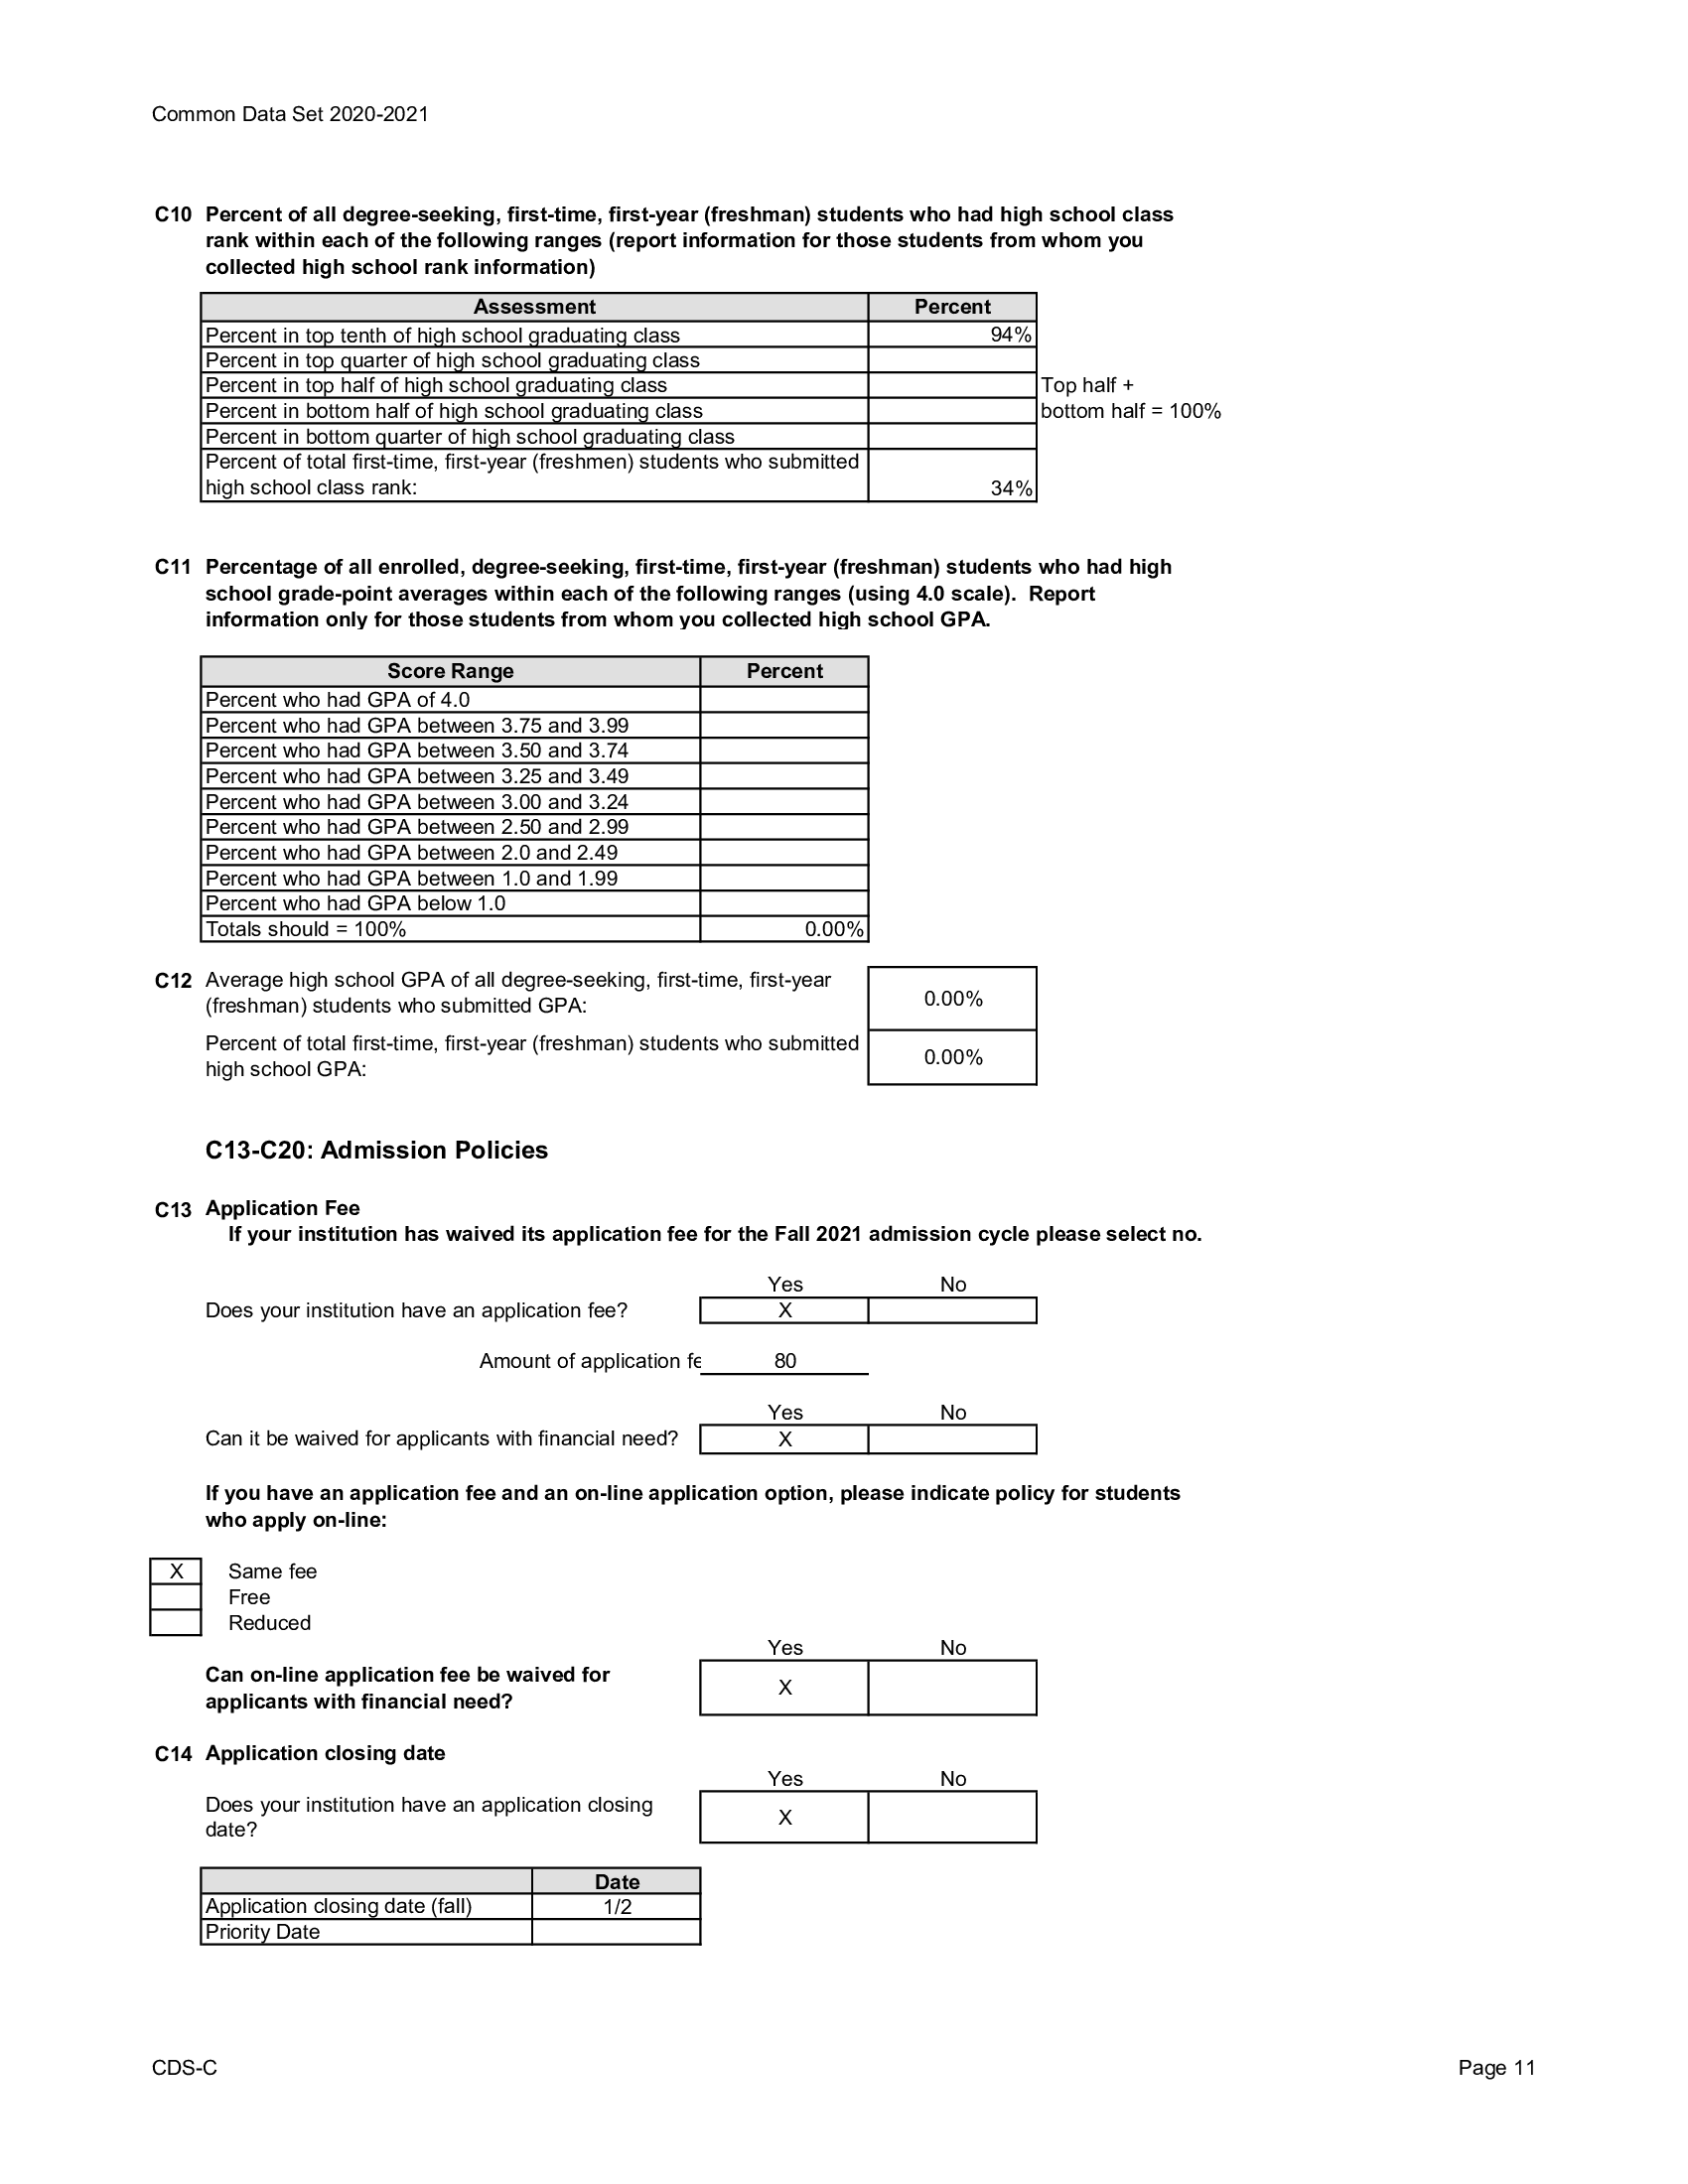 Common Data Set 2020-2021
C10 Percent of all degree-seeking, first-time, first-year (freshman) students who had high school class
rank within each of the following ranges (report information for those students from whom you
collected high school rank information)
Assessment Percent
Percent in top tenth of high school graduating class 94%
Percent in top quarter of high school graduating class
Percent in top half of high school graduating class Top half +
Percent in bottom half of high school graduating class bottom half = 100%
Percent in bottom quarter of high school graduating class
Percent of total first-time, first-year (freshmen) students who submitted
high school class rank: 34%
C11 Percentage of all enrolled, degree-seeking, first-time, first-year (freshman) students who had high
school grade-point averages within each of the following ranges (using 4.0 scale). Report
information only for those students from whom you collected high school GPA.
Score Range Percent
Percent who had GPA of 4.0
Percent who had GPA between 3.75 and 3.99
Percent who had GPA between 3.50 and 3.74
Percent who had GPA between 3.25 and 3.49
Percent who had GPA between 3.00 and 3.24
Percent who had GPA between 2.50 and 2.99
Percent who had GPA between 2.0 and 2.49
Percent who had GPA between 1.0 and 1.99
Percent who had GPA below 1.0
Totals should = 100% 0.00%
C12 Average high school GPA of all degree-seeking, first-time, first-year
(freshman) students who submitted GPA: 0.00%
Percent of total first-time, first-year (freshman) students who submitted
high school GPA: 0.00%
C13-C20: Admission Policies
C13 Application Fee
If your institution has waived its application fee for the Fall 2021 admission cycle please select no.
Yes No
Does your institution have an application fee? X
Amount of application fe 80
Yes No
Can it be waived for applicants with financial need? X
If you have an application fee and an on-line application option, please indicate policy for students
who apply on-line:
X Same fee
Free
Reduced
Yes No
Can on-line application fee be waived for
applicants with financial need? X
C14 Application closing date
Yes No
Does your institution have an application closing
date? X
Date
Application closing date (fall) 1/2
Priority Date
CDS-C Page 11